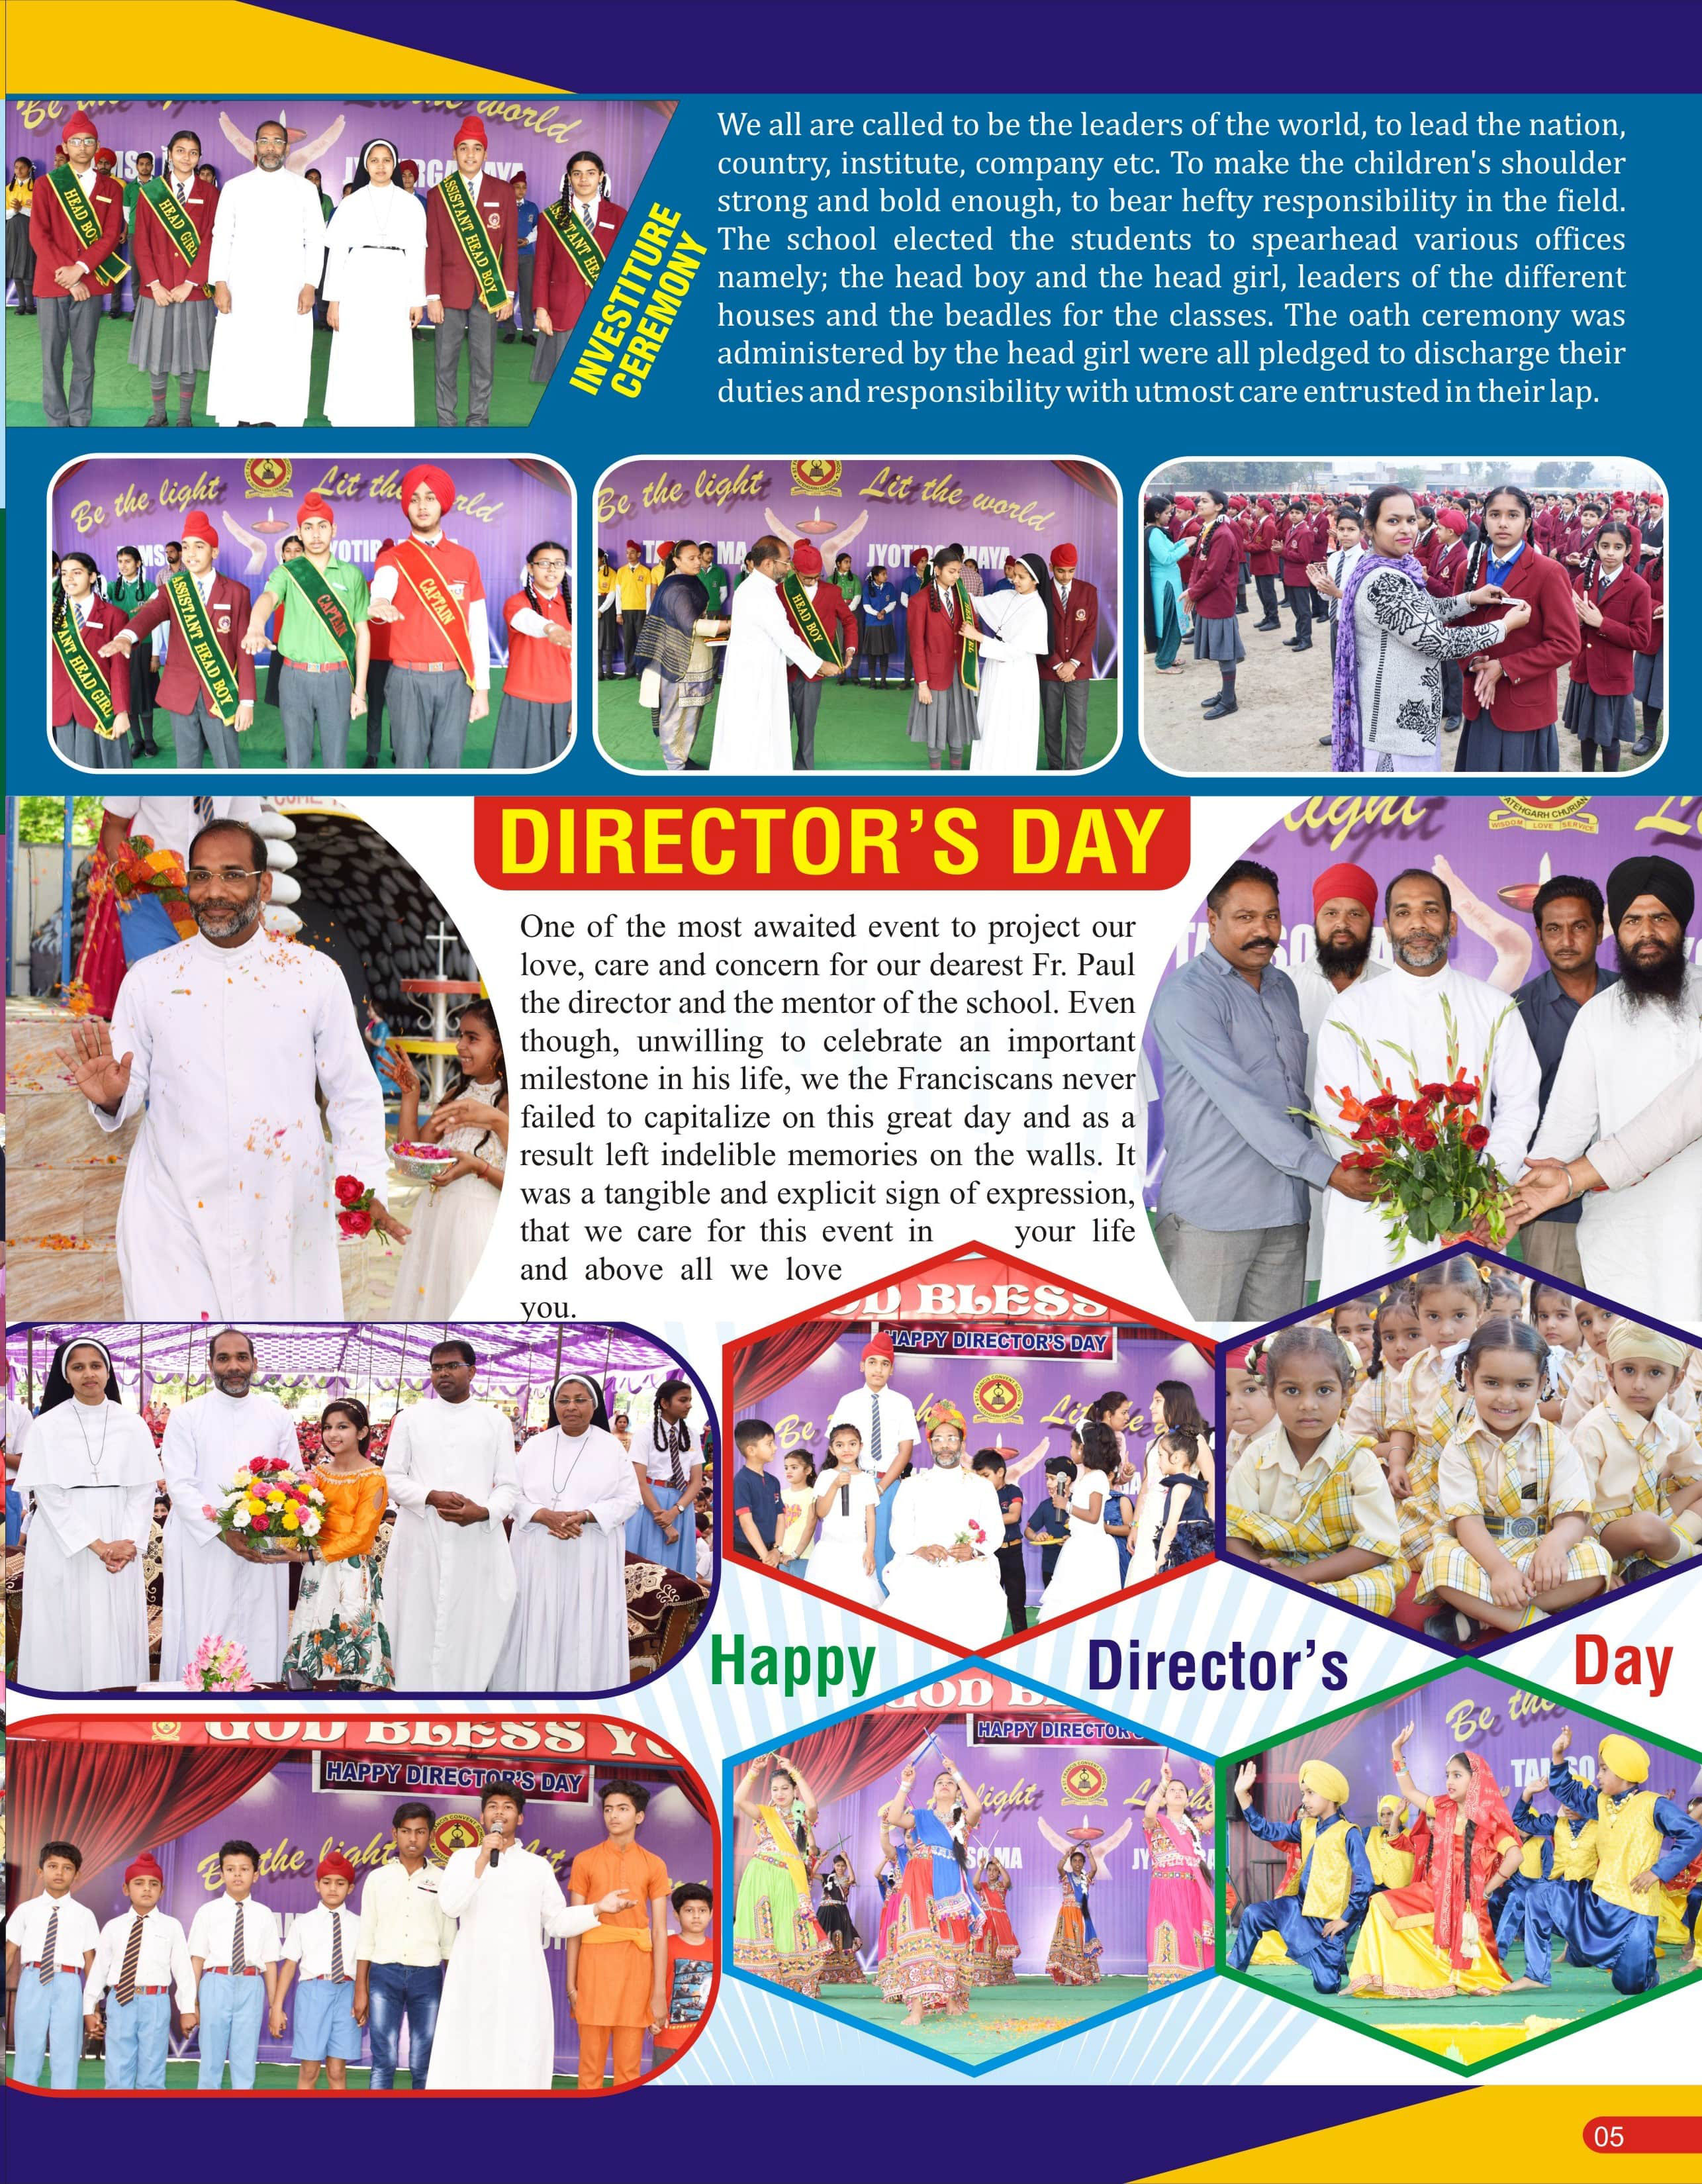 Be the world
HEAD BOY
HEAD GIRL
ASSISTANT HEAD BOY
INVESTITURE
CEREMONY
We all are called to be the leaders of the world, to lead the nation,
country, institute, company etc. To make the children's shoulder
strong and bold enough, to bear hefty responsibility in the field.
The school elected the students to spearhead various offices
namely; the head boy and the head girl, leaders of the different
houses and the beadles for the classes. The oath ceremony was
administered by the head girl were all pledged to discharge their
duties and responsibility with utmost care entrusted in their lap.
Be the light
ANT HEAD GIRL
ASSISTANT HEAD BOY
CAPTAIN
CAPTAIN
Be the light Lit the world
HEAD BOY
DIRECTOR'S DAY
One of the most awaited event to project our
love, care and concern for our dearest Fr. Paul
the director and the mentor of the school. Even
though, unwilling to celebrate an important
milestone in his life, we the Franciscans never
failed to capitalize on this great day and as a
result left indelible memories on the walls. It
was a tangible and explicit sign of expression,
that we care for this event in your life
and above all we love
you.
ATEHGARH CHURIAN
WISDOM LOVE SERVICE
OD BLESS
HAPPY DIRECTOR'S DAY
Happy Director's Day
GOD BLESS YO
HAPPY DIRECTOR'S DAY
HAPPY DIRECTOR
light
Be the
05